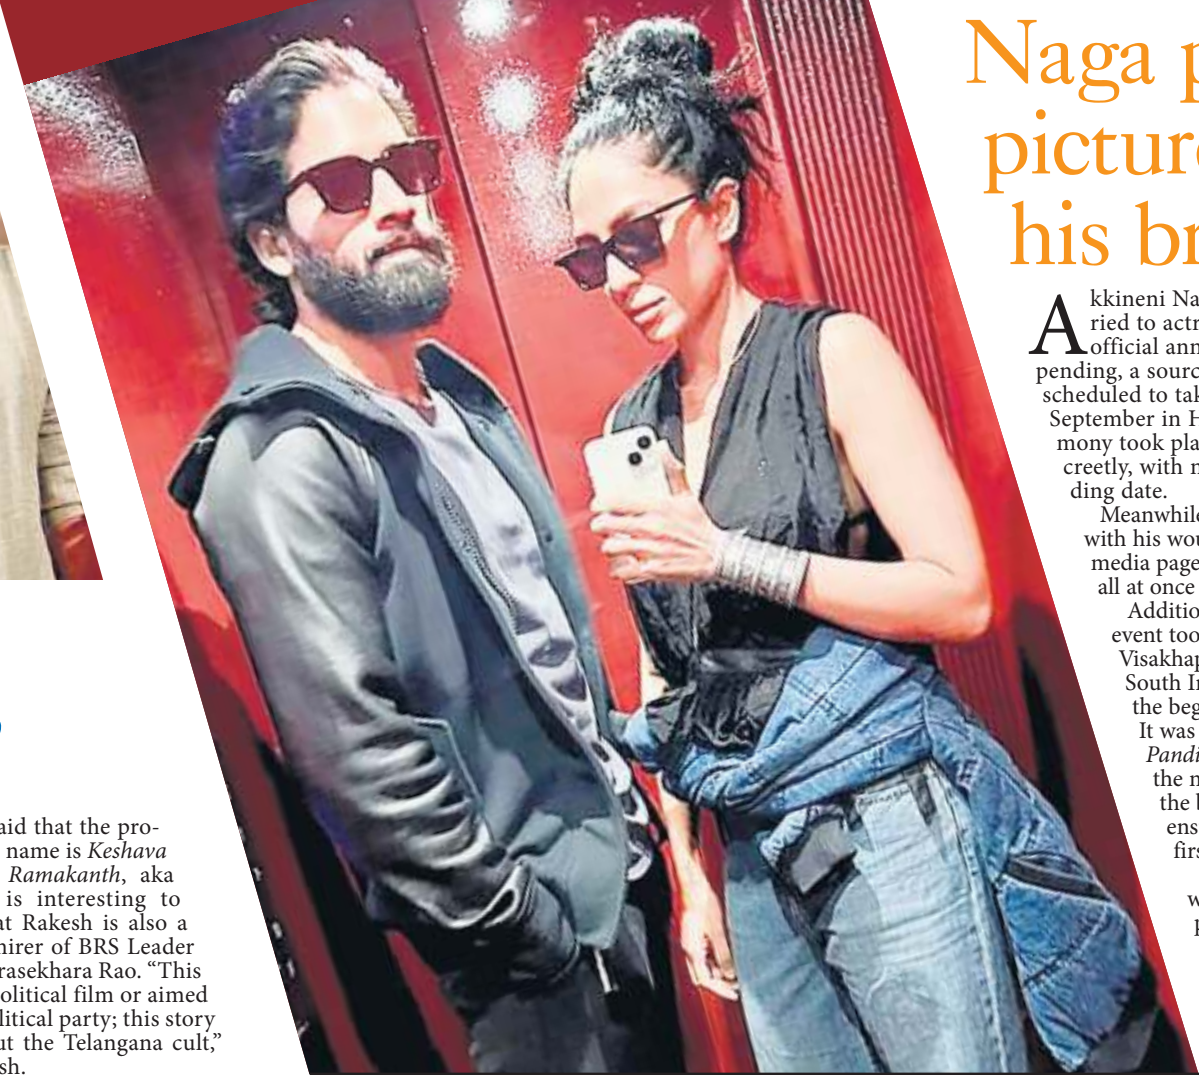 Naga p
picture
his br
A
kkineni Na
ried to actr
official ann
pending, a sourc
scheduled to tak
September in H
mony took pla
creetly, with n
ding date.
Meanwhile
with his wou
media page
all at once
Additio
event too
Visakhap
South In
the beg
It was
Pandi
the n
the b
ens
firs
w
p
aid that the pro-
name is Keshava
Ramakanth, aka
is interesting to
at Rakesh is also a
mirer of BRS Leader
rasekhara Rao. “This
olitical film or aimed
litical party; this story
ut the Telangana cult,”
sh.